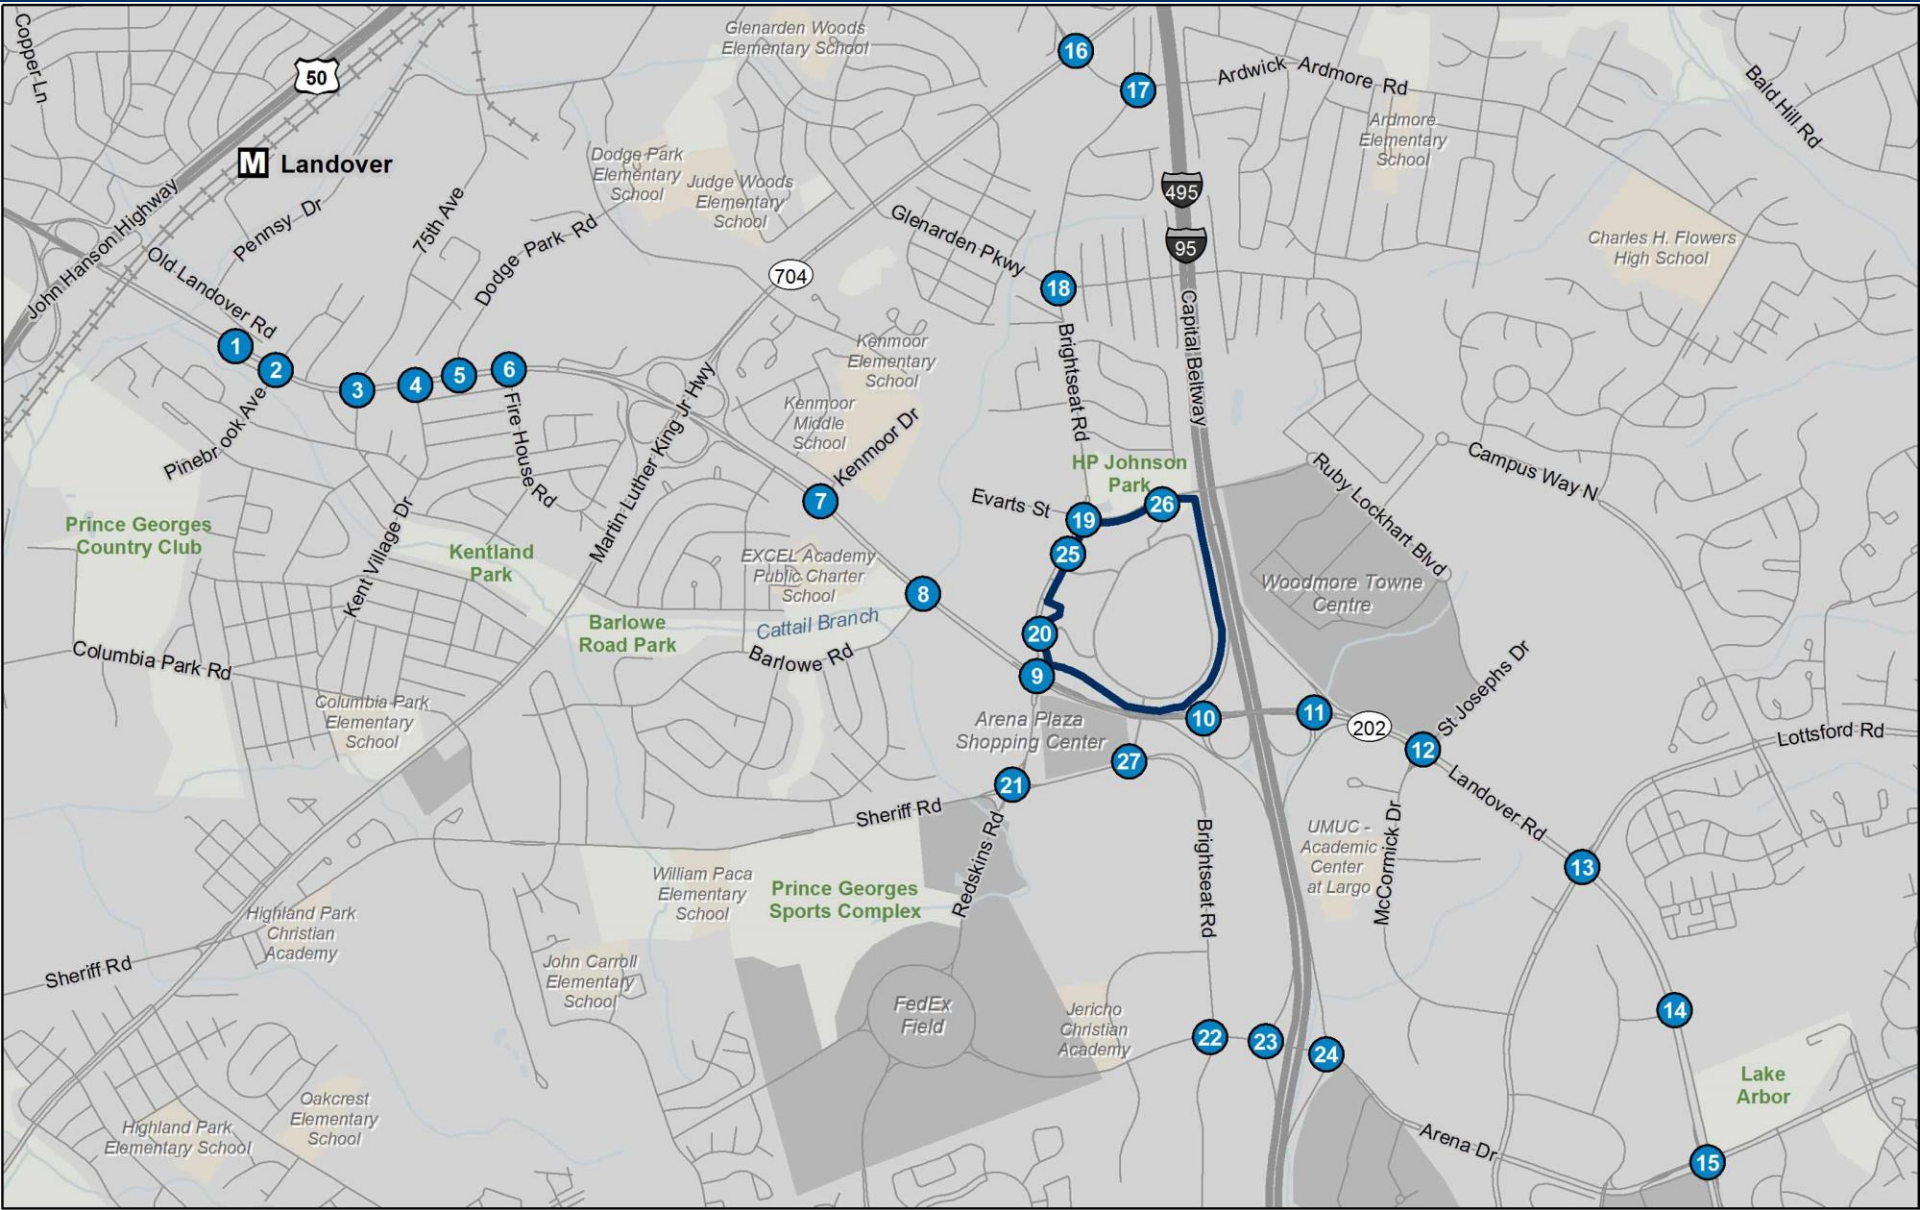 Copper Ln
50
M Landover
John Hanson Highway
Old Landover Rd
Pennsy Dr
75th Ave
Dodge Park Rd
Glenarden Woods
Elementary School
16
17
Ardwick Ardmore Rd
Bald Hill Rd
Ardmore
Elementary
School
Dodge Park
Elementary
School
Judge Woods
Elementary
School
495
95
Glenarden Pkwy
704
18
Charles H. Flowers
High School
Capital Beltway
Brightseat Rd
1
2
3
4
5
6
Kenmoor
Elementary
School
Kenmoor
Middle
School
Kenmoor Dr
Pinebrook Ave
Fire House Rd
Martin Luther King Jr Hwy
Kent Village Dr
7
HP Johnson
Park
26
Evarts St
19
25
Ruby Lockhart Blvd
Campus Way N
Prince Georges
Country Club
Kentland
Park
EXCEL Academy
Public Charter
School
8
Woodmore Towne
Centre
Cattail Branch
Barlowe
Road Park
Barlowe Rd
20
9
Columbia Park Rd
Columbia Park
Elementary
School
Arena Plaza
Shopping Center
10
11
202
St Josephs Dr
12
Lottsford Rd
27
21
Landover Rd
Sheriff Rd
Redskins Rd
Brightseat Rd
UMUC -
Academic
Center
at Largo
McCormick Dr
13
William Paca
Elementary
School
Prince Georges
Sports Complex
Highland Park
Christian
Academy
Sheriff Rd
John Carroll
Elementary
School
FedEx
Field
Jericho
Christian
Academy
22
23
24
14
Lake
Arbor
Oakcrest
Elementary
School
Highland Park
Elementary School
Arena Dr
15